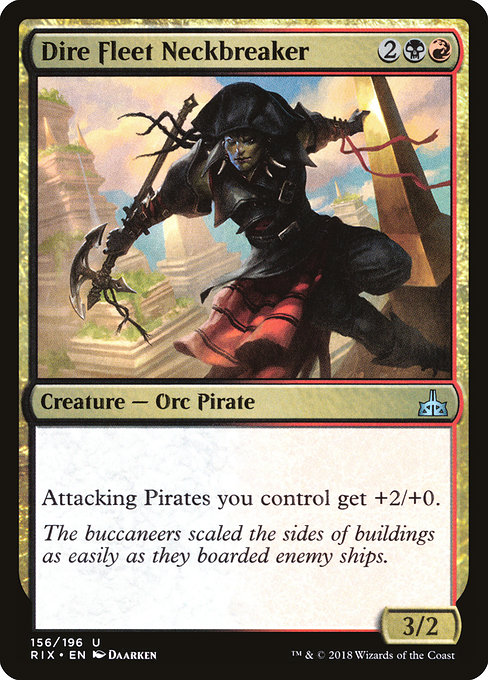 Dire Fleet Neckbreaker 2
Creature — Orc Pirate
Attacking Pirates you control get +2/+0.
The buccaneers scaled the sides of buildings
as easily as they boarded enemy ships.
3/2
156/196 U
RIX • EN Daarken
™ & © 2018 Wizards of the Coast